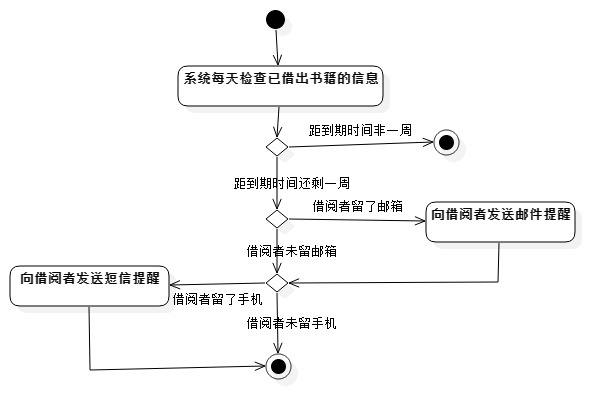 系统每天检查已借出书籍的信息
距到期时间非一周
距到期时间还剩一周
借阅者留了邮箱
向借阅者发送邮件提醒
借阅者未留邮箱
向借阅者发送短信提醒
借阅者留了手机
借阅者未留手机